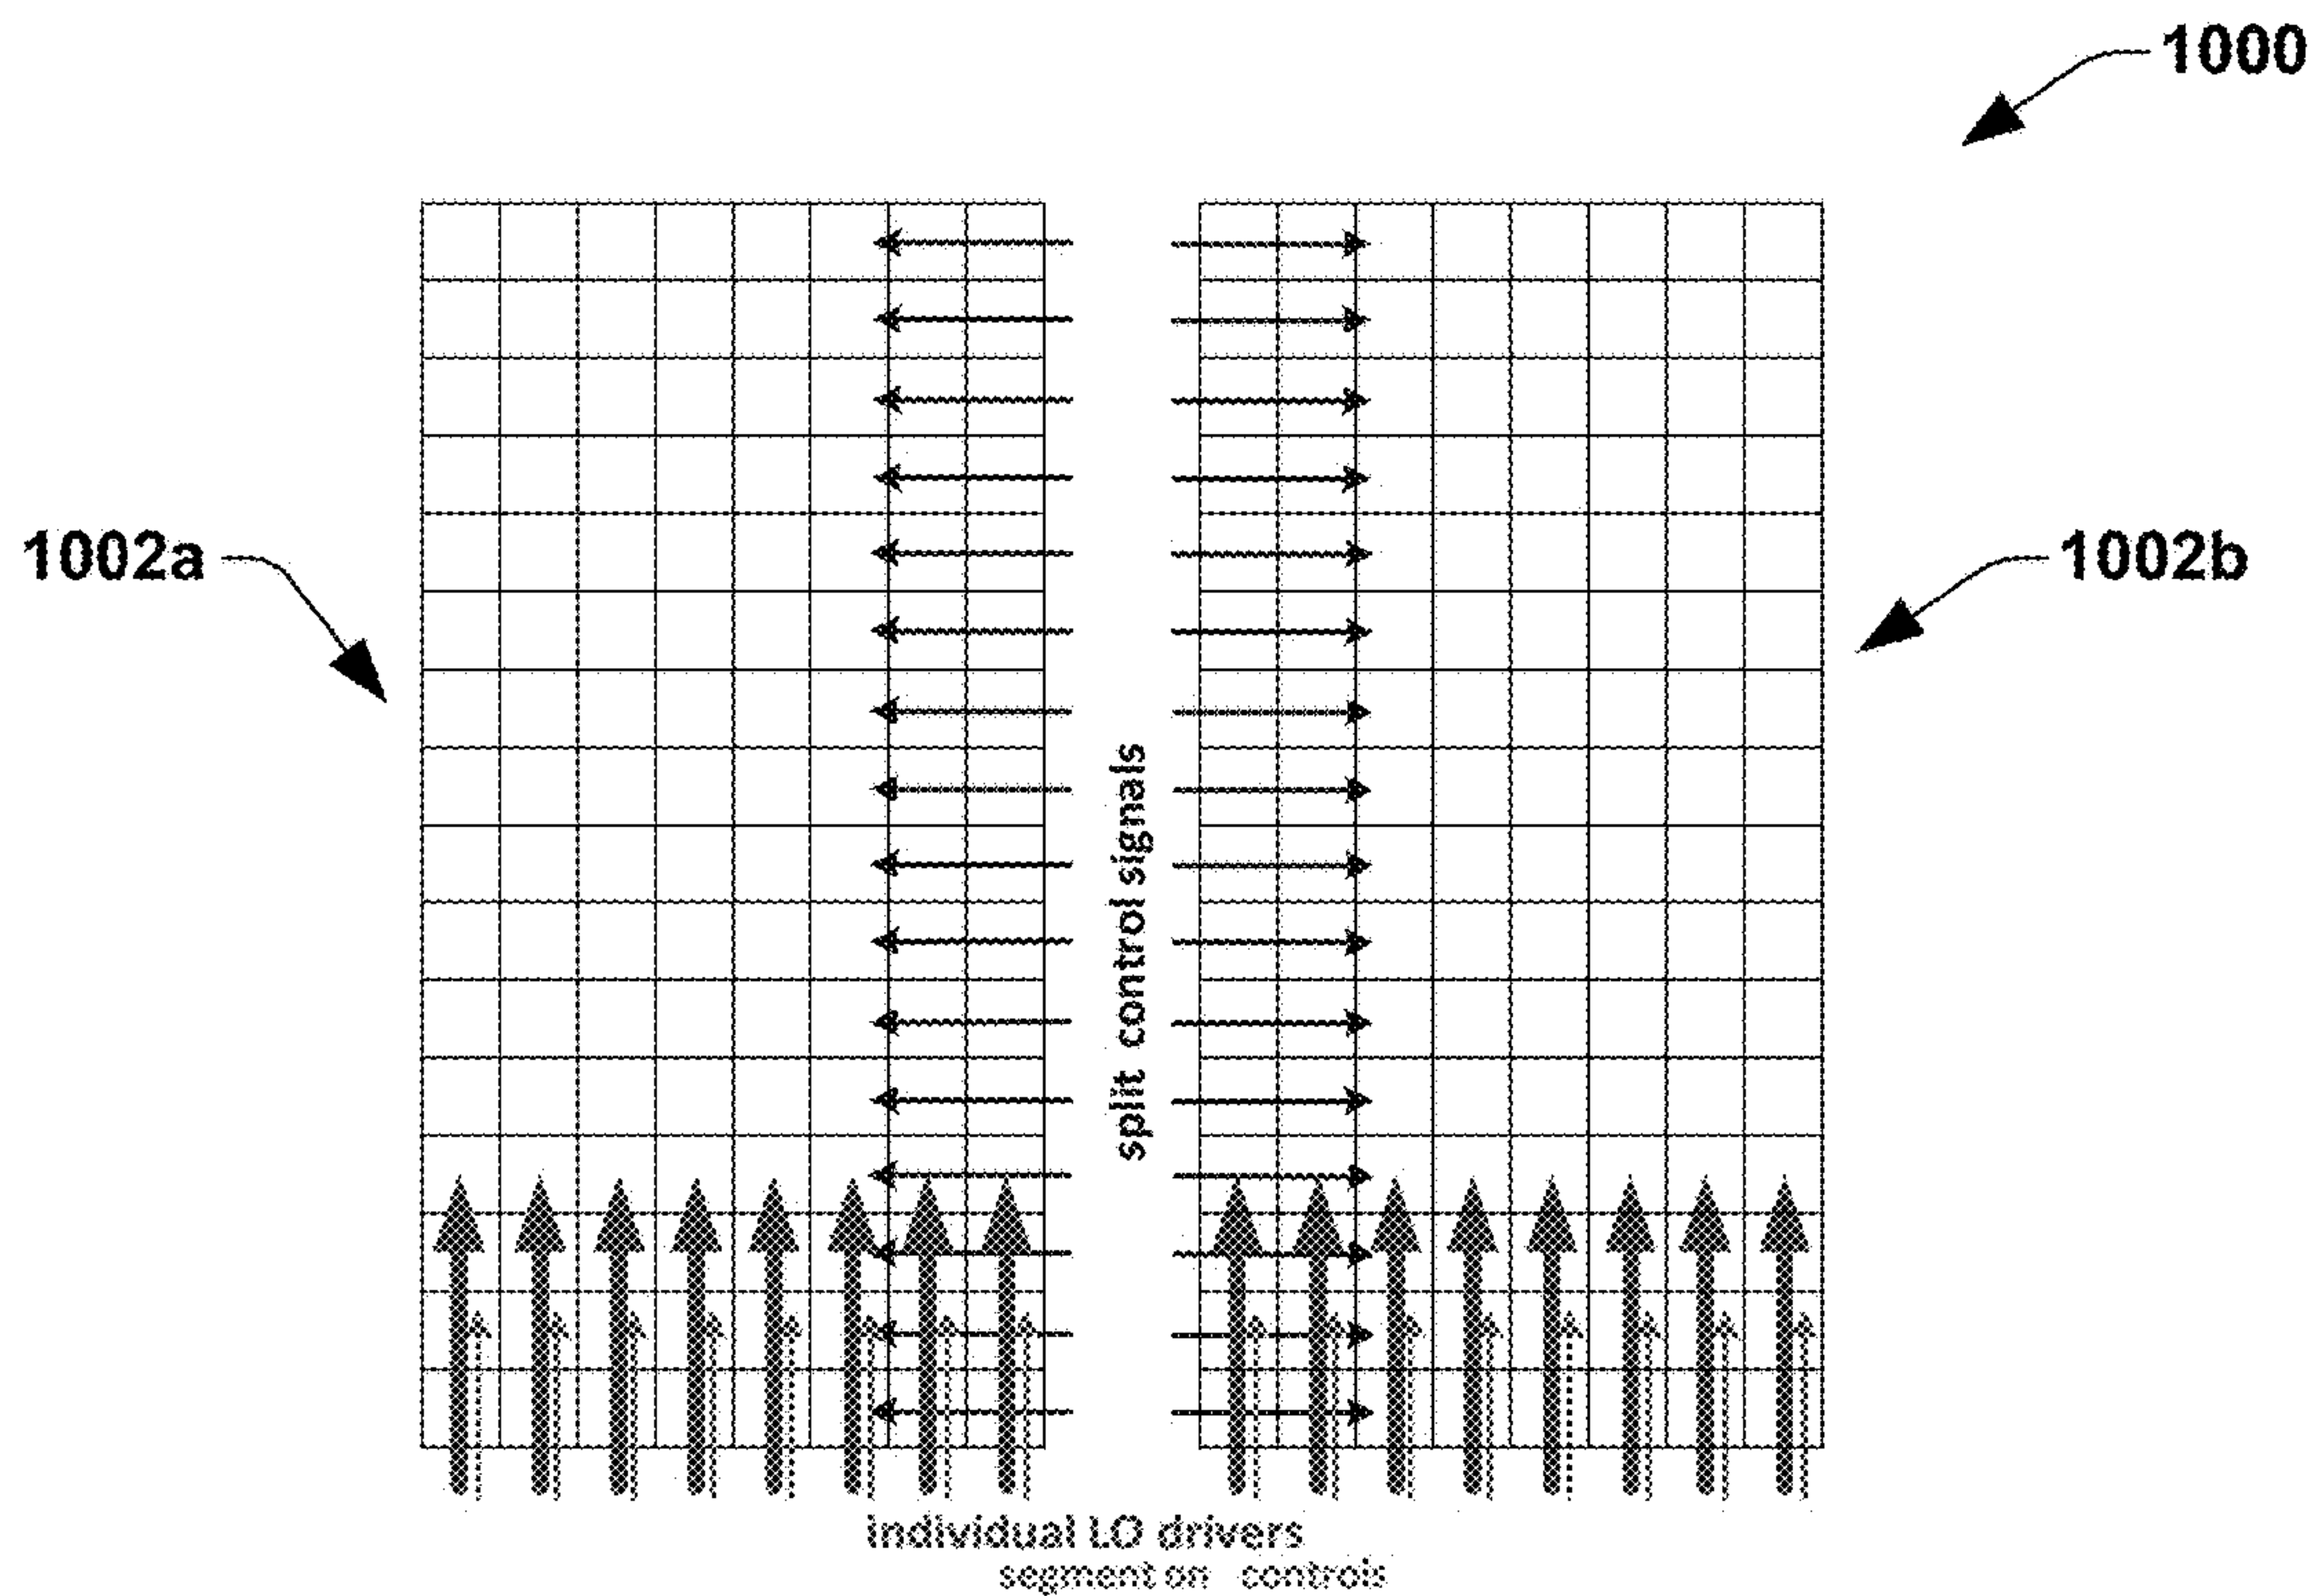 1000
1002a
1002b
split control signals
Individual LO drivers
segment on controls